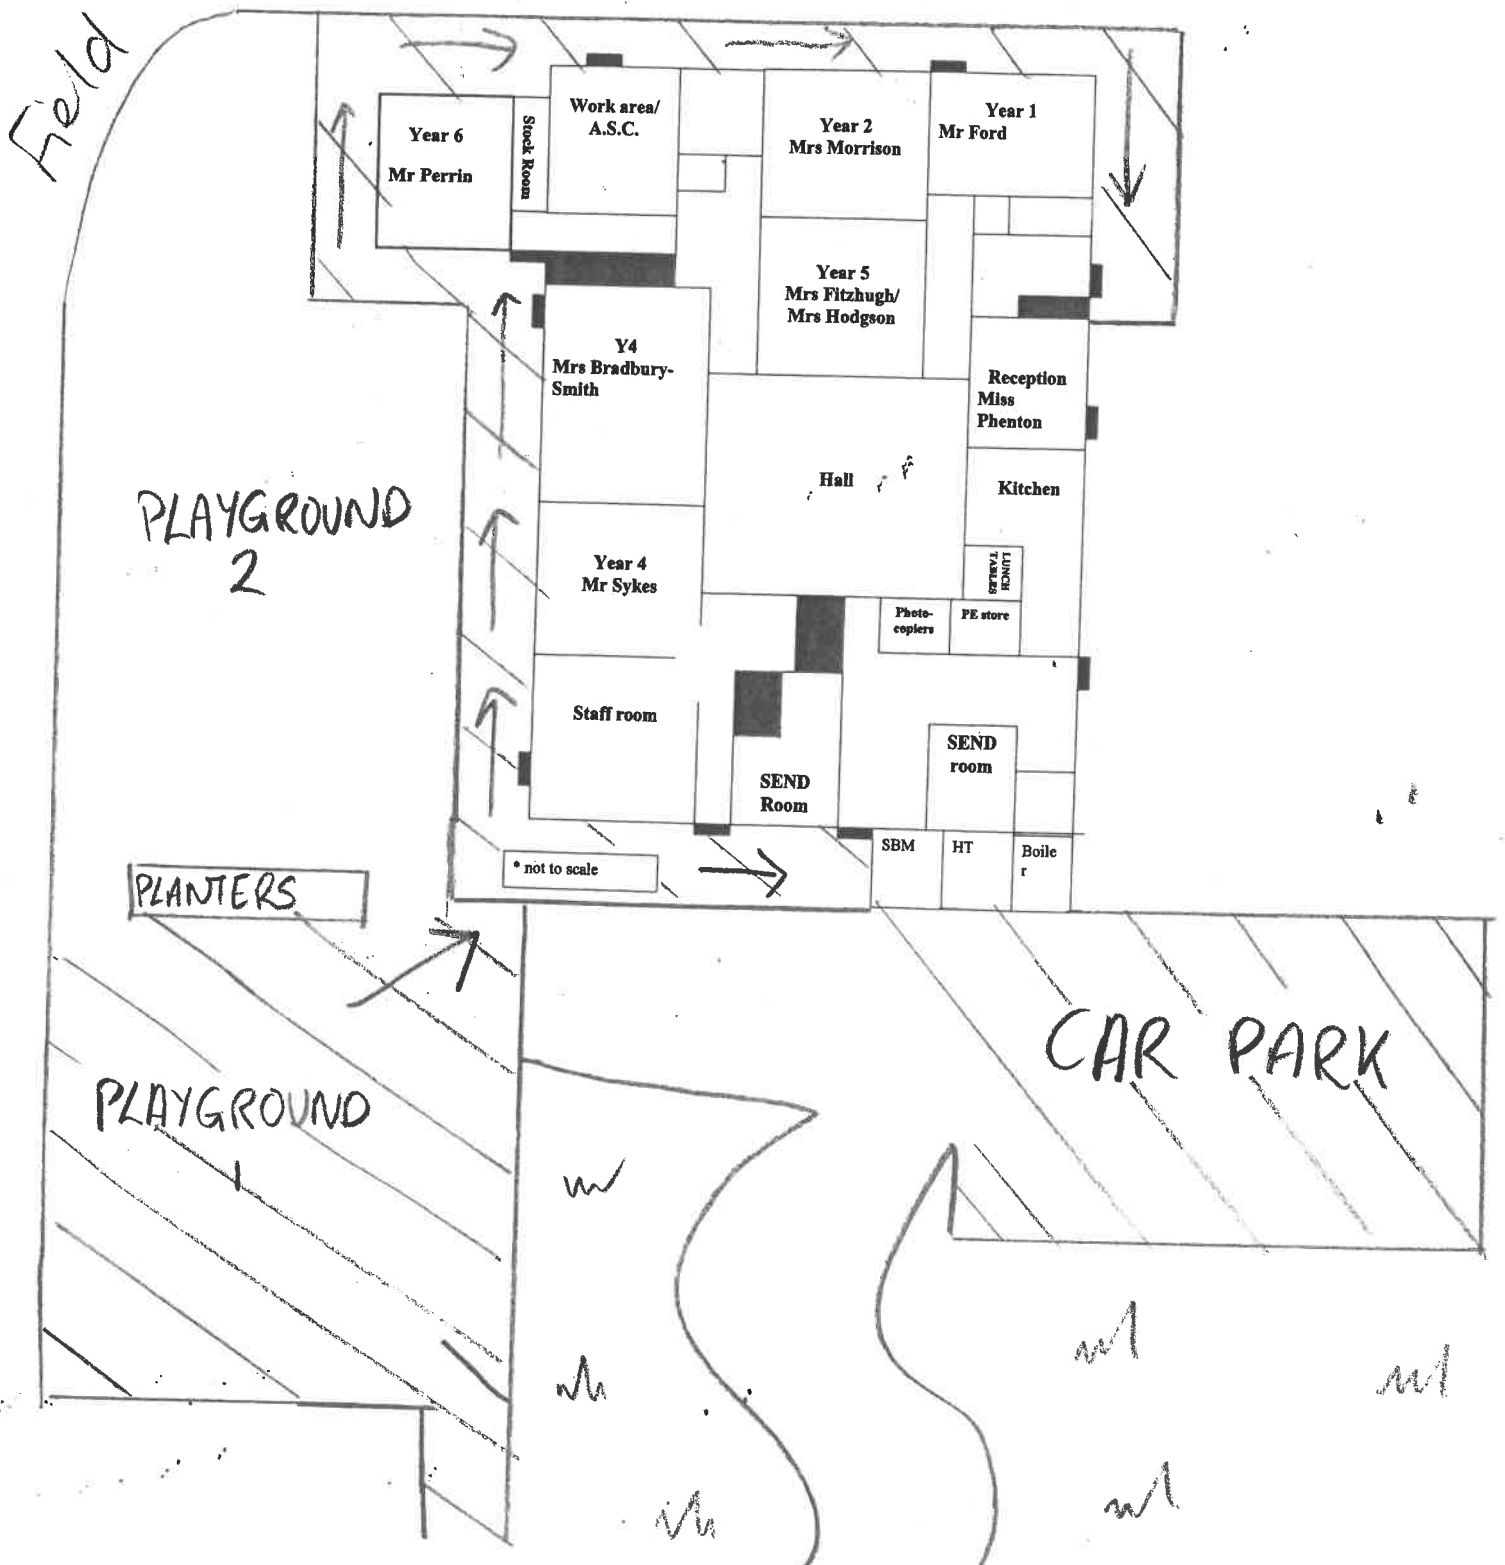 Field
Work area/
A.S.C.
Year 6
Mr Perrin
Stock Room
Year 2
Mrs Morrison
Year 1
Mr Ford
Year 5
Mrs Fitzhugh/
Mrs Hodgson
Y4
Mrs Bradbury-
Smith
Reception
Miss
Phenton
Hall
Kitchen
PLAYGROUND
2
Year 4
Mr Sykes
LUNCH
TABLES
Photo-
copiers
PE store
Staff room
SEND
room
SEND
Room
SBM
HT
Boile
r
* not to scale
PLANTERS
CAR PARK
PLAYGROUND
1